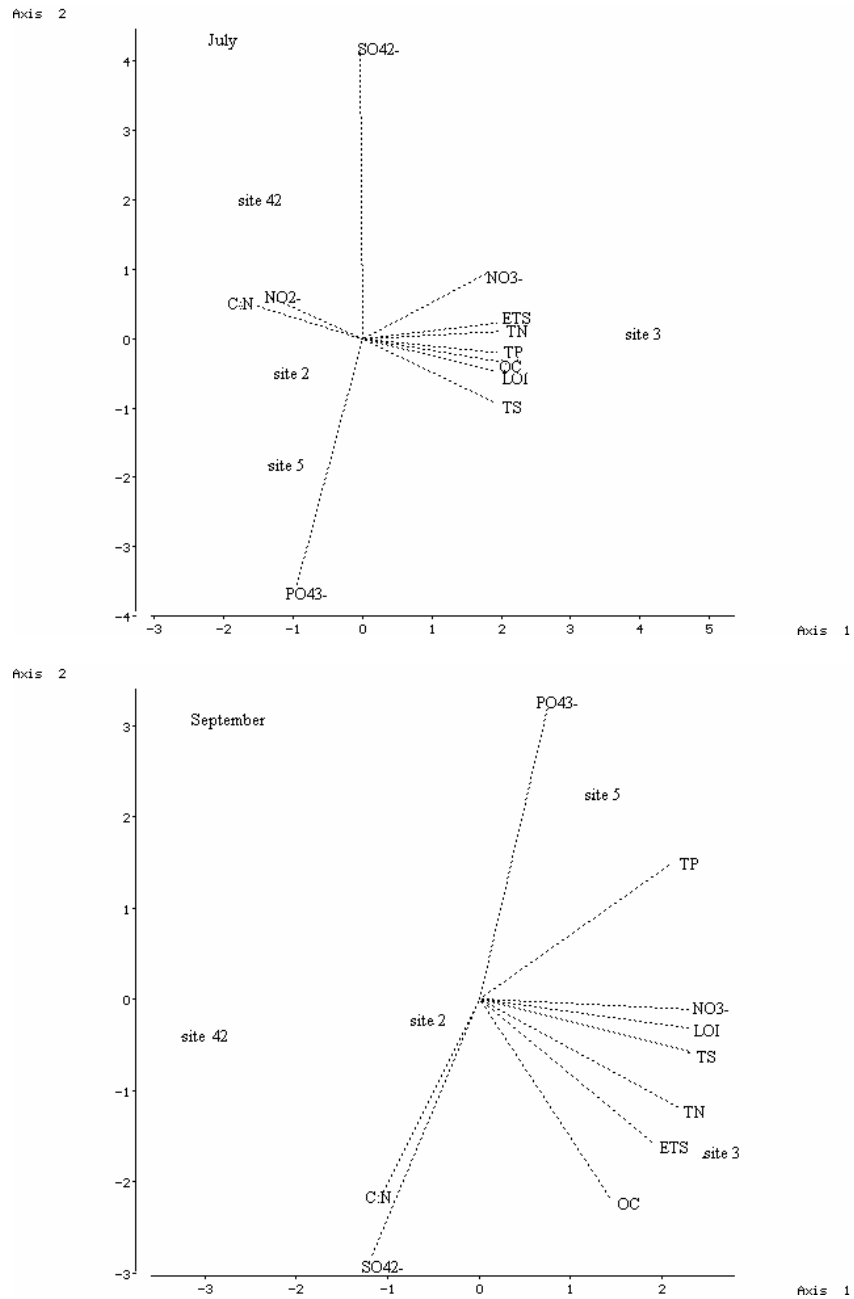 Axis 2
July
SO42-
4
3
site 42
2
1
NO3-
C:N NO2-
ETS
TN
site 3
0
TP
OC
LOI
site 2
-1
TS
site 5
-2
-3
PO43-
-4
-3 -2 -1 0 1 2 3 4 5
Axis 1
Axis 2
September
PO43-
3
site 5
2
TP
1
0
NO3-
site 2
LOI
site 42
TS
-1
TN
ETS
site 3
-2
C:N
OC
SO42-
-3
-3 -2 -1 0 1 2
Axis 1